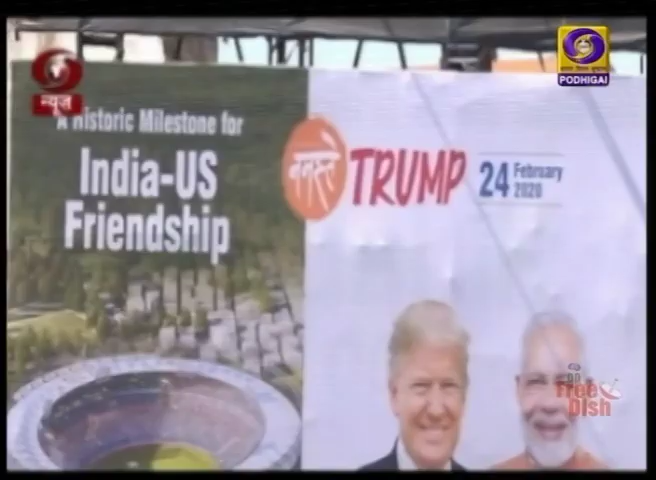 न्यूज़
PODHIGAI
A Historic Milestone for
India-US
Friendship
नमस्ते
TRUMP
24 February
2020
DD
free
Dish